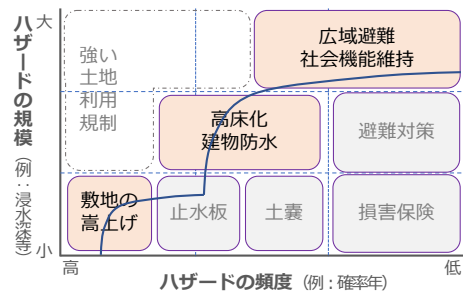 ハザードの規模
（例：浸水深等）
大
小
強い
土地
利用
規制
広域避難
社会機能維持
高床化
建物防水
避難対策
敷地の
嵩上げ
止水板
土嚢
損害保険
高
低
ハザードの頻度（例：確率年）